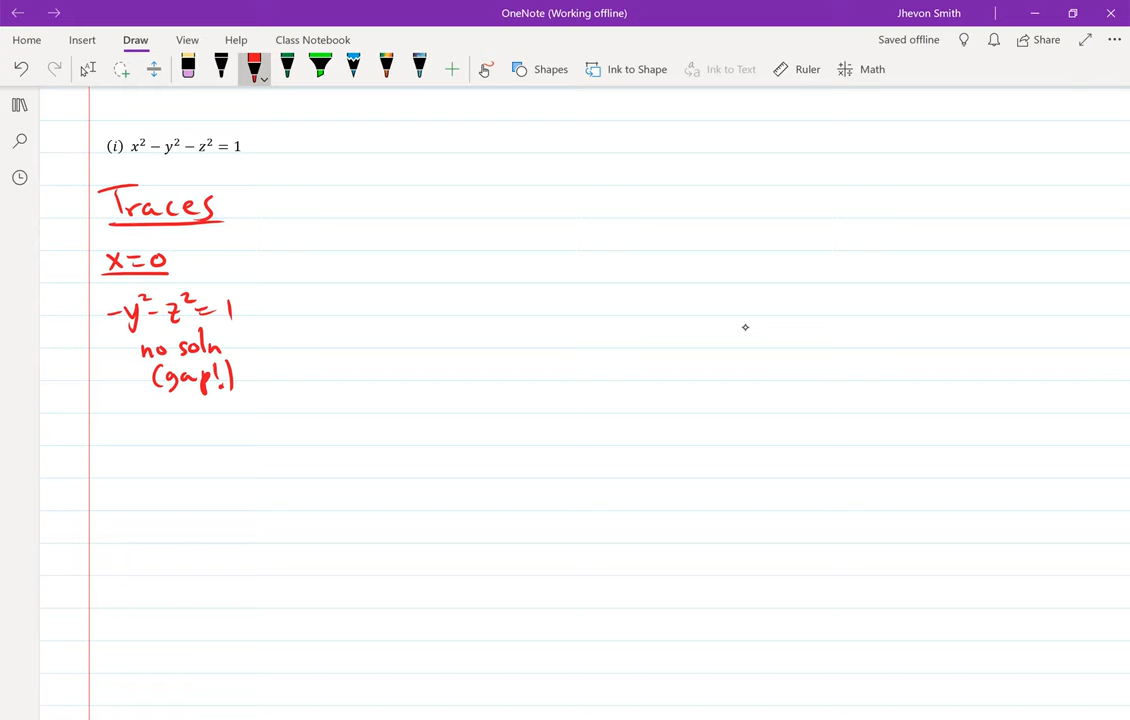 OneNote (Working offline)
Jhevon Smith
Home Insert Draw View Help Class Notebook
Saved offline
Share
Shapes
Ink to Shape
Ink to Text
Ruler
Math
(i) x² − y² − z² = 1
Traces
x=0
-y²-z²=1
no soln
(gap!)